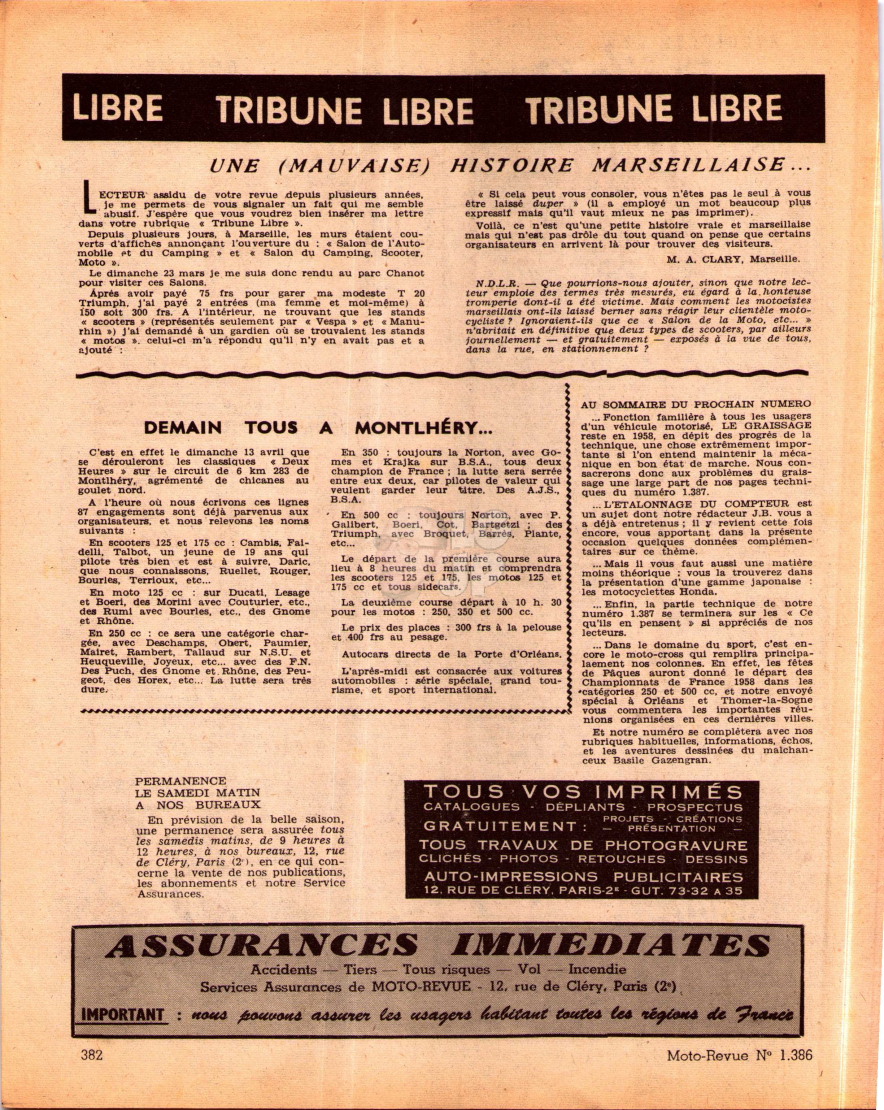 LIBRE TRIBUNE LIBRE TRIBUNE LIBRE
UNE (MAUVAISE) HISTOIRE MARSEILLAISE...
LECTEUR assidu de votre revue depuis plusieurs années,
je me permets de vous signaler un fait qui me semble
abusif. J'espère que vous voudrez bien insérer ma lettre
dans votre rubrique « Tribune Libre ».
Depuis plusieurs jours, à Marseille, les murs étaient cou-
verts d'affiches annonçant l'ouverture du : « Salon de l'Auto-
mobile et du Camping » et « Salon du Camping, Scooter,
Moto ».
Le dimanche 23 mars je me suis donc rendu au parc Chanot
pour visiter ces Salons.
Après avoir payé 75 frs pour garer ma modeste T 20
Triumph, j'ai payé 2 entrées (ma femme et moi-même) à
150 soit 300 frs. A l'intérieur, ne trouvant que les stands
« scooters » (représentés seulement par « Vespa » et « Manu-
rhin ») j'ai demandé à un gardien où se trouvaient les stands
« motos », celui-ci m'a répondu qu'il n'y en avait pas et a
ajouté :
« Si cela peut vous consoler, vous n'êtes pas le seul à vous
être laissé duper » (il a employé un mot beaucoup plus
expressif mais qu'il vaut mieux ne pas imprimer).
Voilà, ce n'est qu'une petite histoire vraie et marseillaise
mais qui n'est pas drôle du tout quand on pense que certains
organisateurs en arrivent là pour trouver des visiteurs.
M. A. CLARY, Marseille.
N.D.L.R. — Que pourrions-nous ajouter, sinon que notre lec-
teur emploie des termes très mesurés, eu égard à la honteuse
tromperie dont-il a été victime. Mais comment les motocistes
marseillais ont-ils laissé berner sans réagir leur clientèle moto-
cycliste ? Ignoraient-ils que ce « Salon de la Moto, etc... »
n'abritait en définitive que deux types de scooters, par ailleurs
journellement — et gratuitement — exposés à la vue de tous,
dans la rue, en stationnement ?
DEMAIN TOUS A MONTLHÉRY...
C'est en effet le dimanche 13 avril que
se dérouleront les classiques « Deux
Heures » sur le circuit de 6 km 283 de
Montlhéry, agrémenté de chicanes au
goulet nord.
A l'heure où nous écrivons ces lignes
87 engagements sont déjà parvenus aux
organisateurs, et nous relevons les noms
suivants :
En scooters 125 et 175 cc : Cambis, Fai-
delli, Talbot, un jeune de 19 ans qui
pilote très bien et est à suivre, Daric,
que nous connaissons, Ruellet, Rouger,
Bouries, Terrioux, etc...
En moto 125 cc : sur Ducati, Lesage
et Boeri, des Morini avec Couturier, etc.,
des Rumi avec Bouries, etc., des Gnome
et Rhône.
En 250 cc : ce sera une catégorie char-
gée, avec Deschamps, Obert, Paumier,
Mairet, Rambert, Tallaud sur N.S.U. et
Heuqueville, Joyeux, etc... avec des F.N.
Des Puch, des Gnome et Rhône, des Peu-
geot, des Horex, etc... La lutte sera très
dure.
En 350 : toujours la Norton, avec Go-
mes et Krajka sur B.S.A., tous deux
champion de France ; la lutte sera serrée
entre eux deux, car pilotes de valeur qui
veulent garder leur titre. Des A.J.S.,
B.S.A.
En 500 cc : toujours Norton, avec P.
Galibert, Boeri, Cot, Bartgetzi ; des
Triumph, avec Broquet, Barrès, Plante,
etc...
Le départ de la première course aura
lieu à 8 heures du matin et comprendra
les scooters 125 et 175, les motos 125 et
175 cc et tous sidecars.
La deuxième course départ à 10 h. 30
pour les motos : 250, 350 et 500 cc.
Le prix des places : 300 frs à la pelouse
et 400 frs au pesage.
Autocars directs de la Porte d'Orléans.
L'après-midi est consacrée aux voitures
automobiles : série spéciale, grand tou-
risme, et sport international.
AU SOMMAIRE DU PROCHAIN NUMERO
... Fonction familière à tous les usagers
d'un véhicule motorisé, LE GRAISSAGE
reste en 1958, en dépit des progrès de la
technique, une chose extrêmement impor-
tante si l'on entend maintenir la méca-
nique en bon état de marche. Nous con-
sacrerons donc aux problèmes du grais-
sage une large part de nos pages techni-
ques du numéro 1.387.
...L'ETALONNAGE DU COMPTEUR est
un sujet dont notre rédacteur J.B. vous a
a déjà entretenus ; il y revient cette fois
encore, vous apportant dans la présente
occasion quelques données complémen-
taires sur ce thème.
...Mais il vous faut aussi une matière
moins théorique ; vous la trouverez dans
la présentation d'une gamme japonaise :
les motocyclettes Honda.
...Enfin, la partie technique de notre
numéro 1.387 se terminera sur les « Ce
qu'ils en pensent » si appréciés de nos
lecteurs.
... Dans le domaine du sport, c'est en-
core le moto-cross qui remplira principa-
laement nos colonnes. En effet, les fêtes
de Pâques auront donné le départ des
Championnats de France 1958 dans les
catégories 250 et 500 cc, et notre envoyé
spécial à Orléans et Thomer-la-Sogne
vous commentera les importantes réu-
nions organisées en ces dernières villes.
Et notre numéro se complètera avec nos
rubriques habituelles, informations, échos,
et les aventures dessinées du malchan-
ceux Basile Gazengran.
PERMANENCE
LE SAMEDI MATIN
A NOS BUREAUX
En prévision de la belle saison,
une permanence sera assurée tous
les samedis matins, de 9 heures à
12 heures, à nos bureaux, 12, rue
de Cléry, Paris (2e), en ce qui con-
cerne la vente de nos publications,
les abonnements et notre Service
Assurances.
TOUS VOS IMPRIMÉS
CATALOGUES - DÉPLIANTS - PROSPECTUS
GRATUITEMENT : PROJETS - CRÉATIONS
— PRÉSENTATION —
TOUS TRAVAUX DE PHOTOGRAVURE
CLICHÉS - PHOTOS - RETOUCHES - DESSINS
AUTO-IMPRESSIONS PUBLICITAIRES
12, RUE DE CLÉRY, PARIS-2e - GUT. 73-32 A 35
ASSURANCES IMMEDIATES
Accidents — Tiers — Tous risques — Vol — Incendie
Services Assurances de MOTO-REVUE - 12, rue de Cléry, Paris (2e)
IMPORTANT : nous pouvons assurer les usagers habitant toutes les régions de France
382
Moto-Revue No 1.386